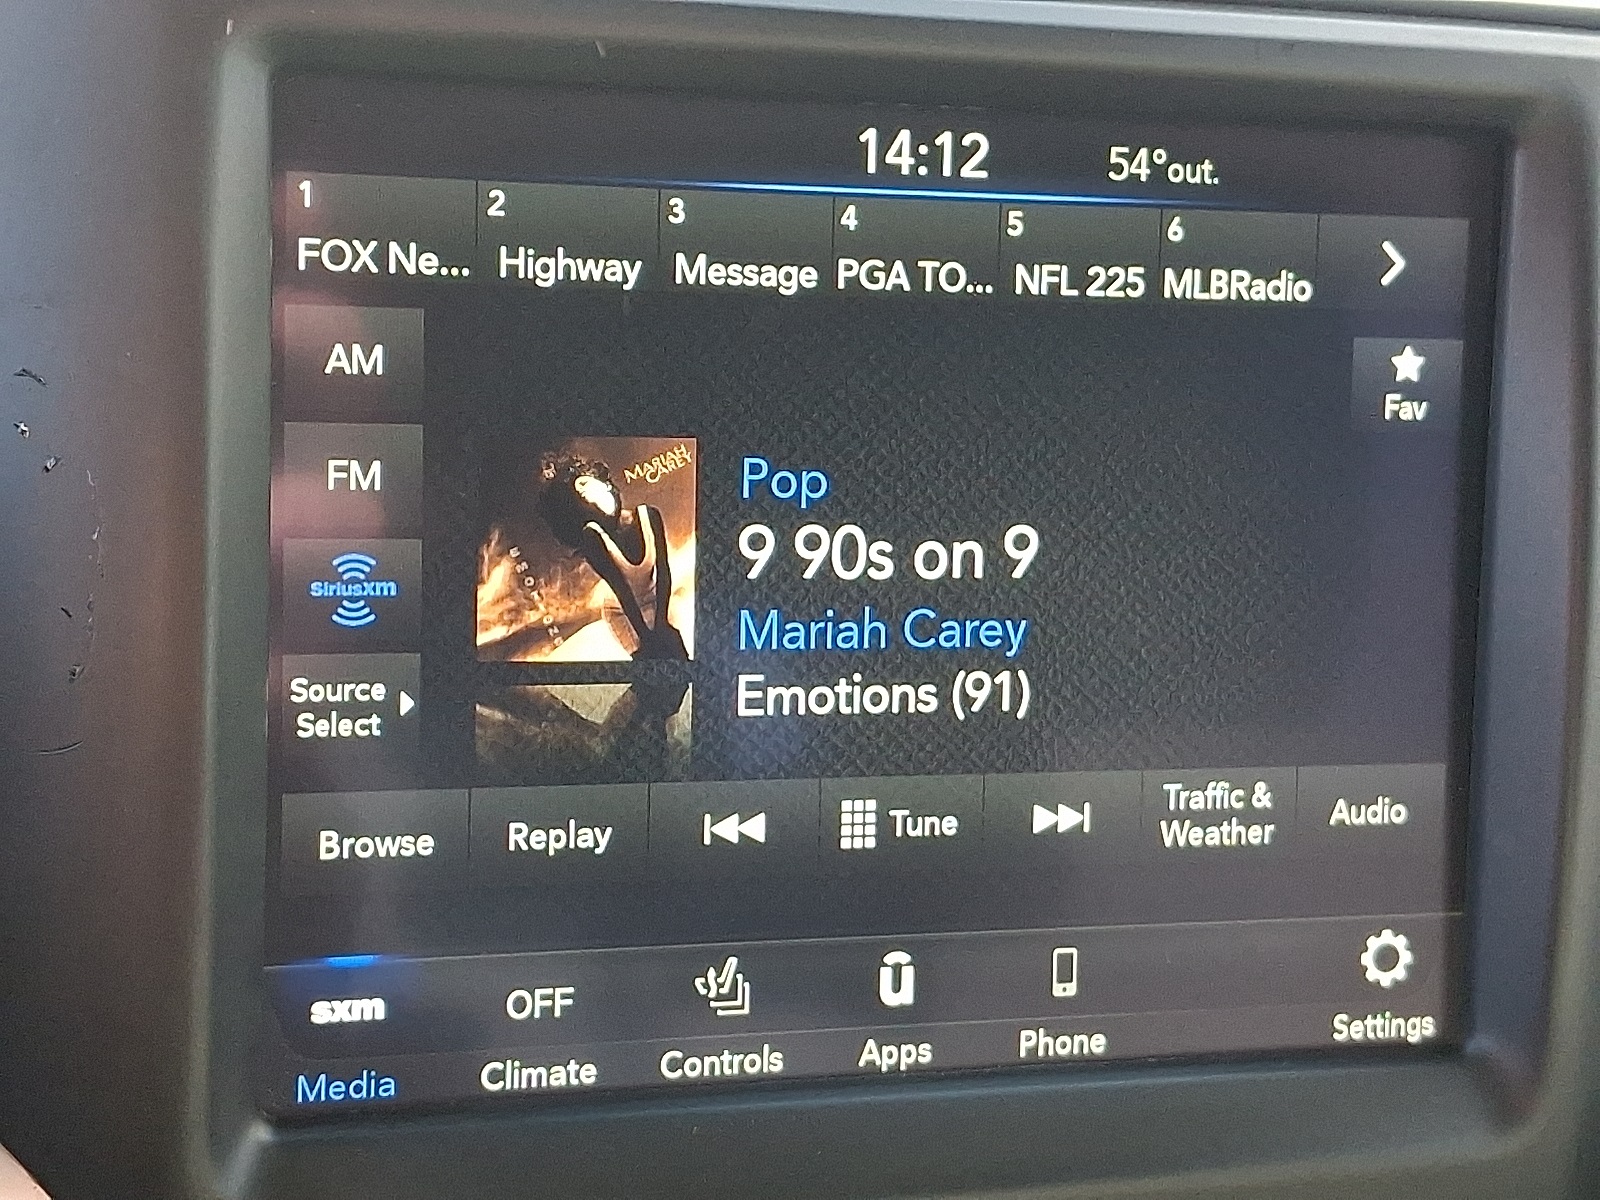 14:12 54°out.
1 2 3 4 5 6
FOX Ne... Highway Message PGA TO... NFL 225 MLBRadio
AM
Fav
FM
MARIAH
CAREY
EMOTIONS
Pop
9 90s on 9
Mariah Carey
Emotions (91)
SiriusXM
Source
Select
Browse Replay Tune Traffic &
Weather Audio
sxm OFF u
Media Climate Controls Apps Phone Settings